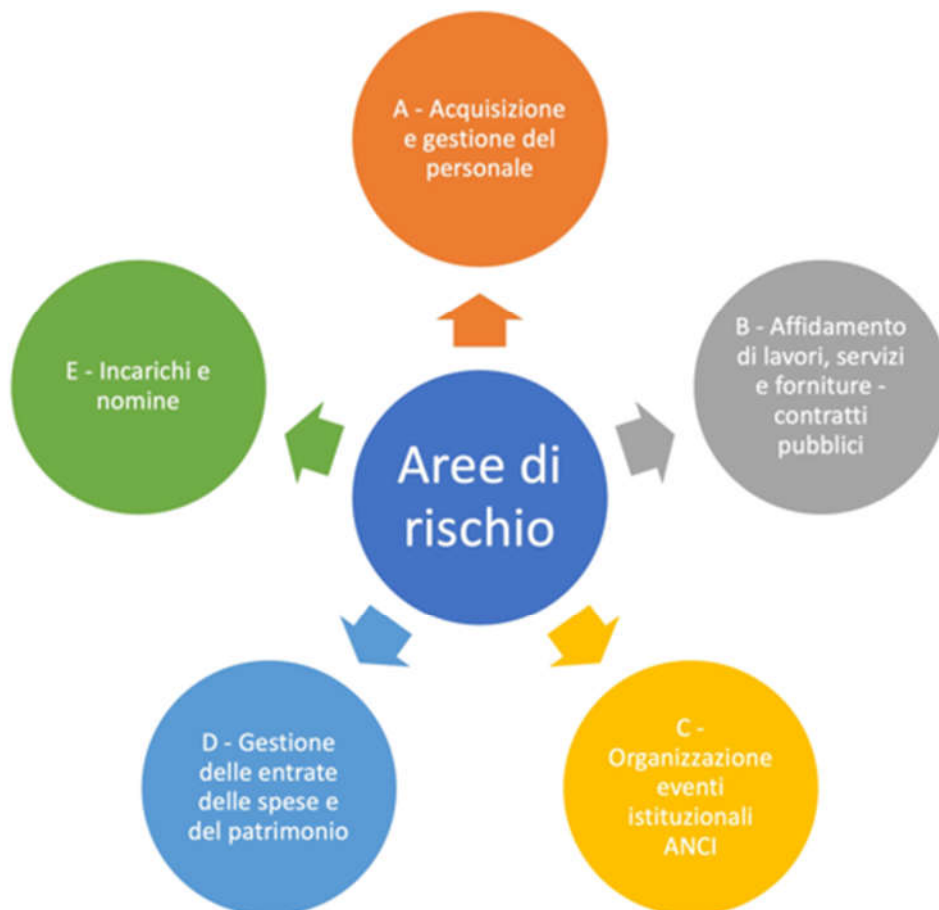 A - Acquisizione
e gestione del
personale
B - Affidamento
di lavori, servizi
e forniture -
contratti
pubblici
E - Incarichi e
nomine
Aree di
rischio
C -
Organizzazione
eventi
istituzionali
ANCI
D - Gestione
delle entrate
delle spese e
del patrimonio